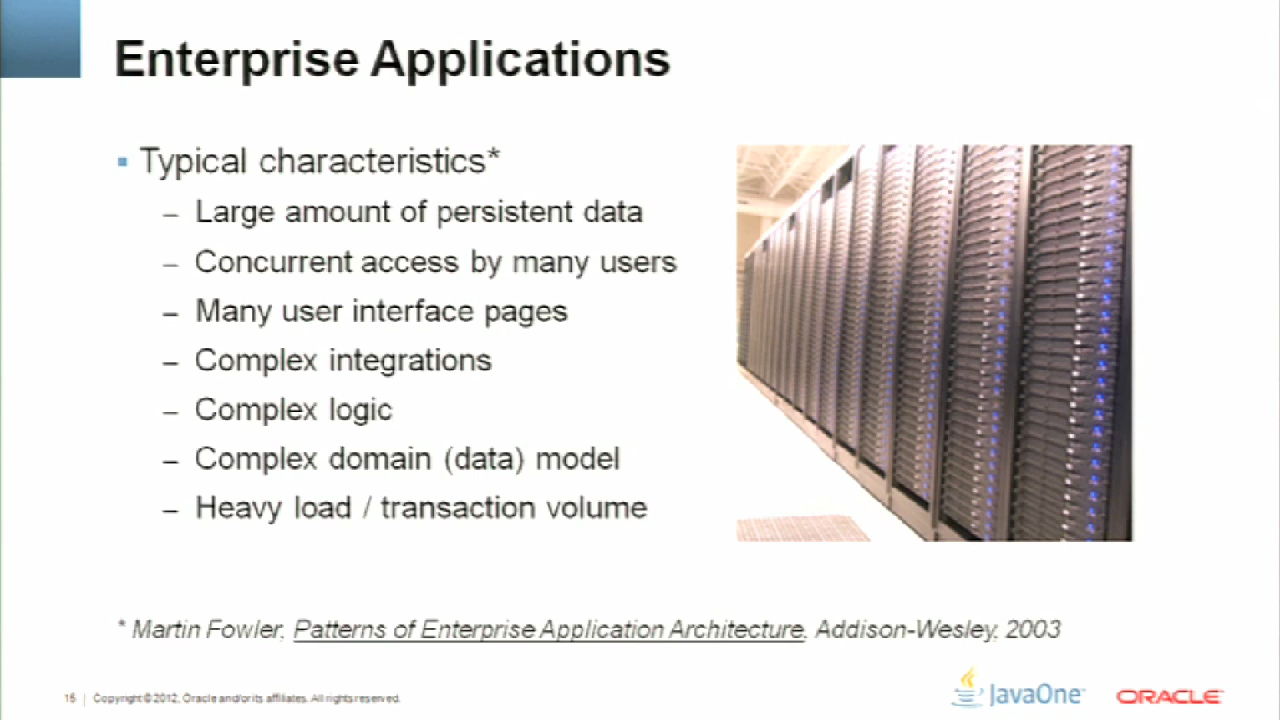 Enterprise Applications
▪ Typical characteristics*
– Large amount of persistent data
– Concurrent access by many users
– Many user interface pages
– Complex integrations
– Complex logic
– Complex domain (data) model
– Heavy load / transaction volume
* Martin Fowler, Patterns of Enterprise Application Architecture, Addison-Wesley, 2003
15 | Copyright © 2012, Oracle and/or its affiliates. All rights reserved.
JavaOne
ORACLE